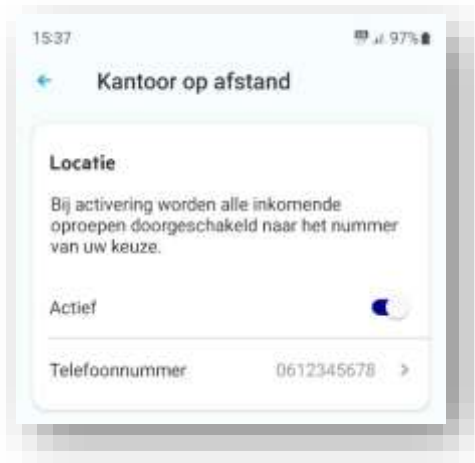 15:37 97%
Kantoor op afstand
Locatie
Bij activering worden alle inkomende
oproepen doorgeschakeld naar het nummer
van uw keuze.
Actief
Telefoonnummer 0612345678